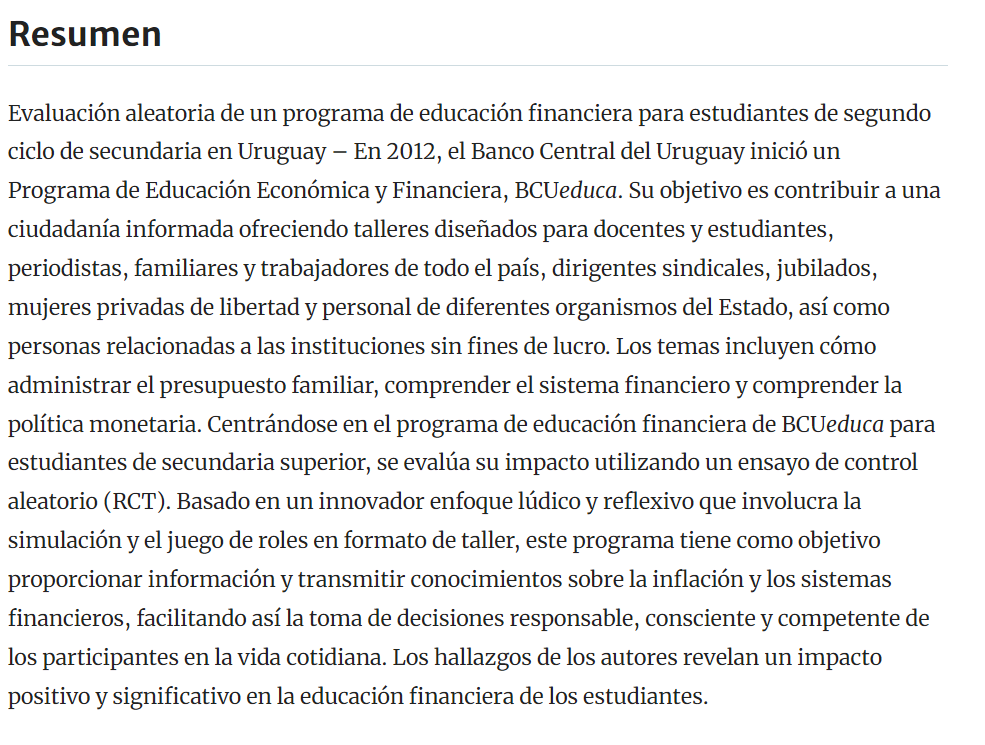 Resumen
Evaluación aleatoria de un programa de educación financiera para estudiantes de segundo
ciclo de secundaria en Uruguay – En 2012, el Banco Central del Uruguay inició un
Programa de Educación Económica y Financiera, BCUeduca. Su objetivo es contribuir a una
ciudadanía informada ofreciendo talleres diseñados para docentes y estudiantes,
periodistas, familiares y trabajadores de todo el país, dirigentes sindicales, jubilados,
mujeres privadas de libertad y personal de diferentes organismos del Estado, así como
personas relacionadas a las instituciones sin fines de lucro. Los temas incluyen cómo
administrar el presupuesto familiar, comprender el sistema financiero y comprender la
política monetaria. Centrándose en el programa de educación financiera de BCUeduca para
estudiantes de secundaria superior, se evalúa su impacto utilizando un ensayo de control
aleatorio (RCT). Basado en un innovador enfoque lúdico y reflexivo que involucra la
simulación y el juego de roles en formato de taller, este programa tiene como objetivo
proporcionar información y transmitir conocimientos sobre la inflación y los sistemas
financieros, facilitando así la toma de decisiones responsable, consciente y competente de
los participantes en la vida cotidiana. Los hallazgos de los autores revelan un impacto
positivo y significativo en la educación financiera de los estudiantes.